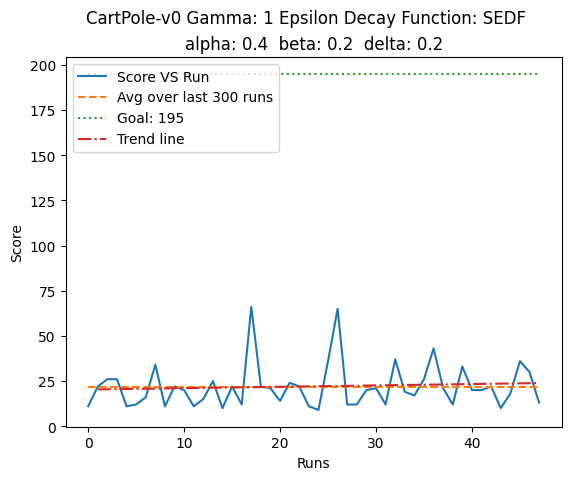 CartPole-v0 Gamma: 1 Epsilon Decay Function: SEDF
alpha: 0.4  beta: 0.2  delta: 0.2
200
175
150
125
100
75
50
25
0
Score
Score VS Run
Avg over last 300 runs
Goal: 195
Trend line
0
10
20
30
40
Runs